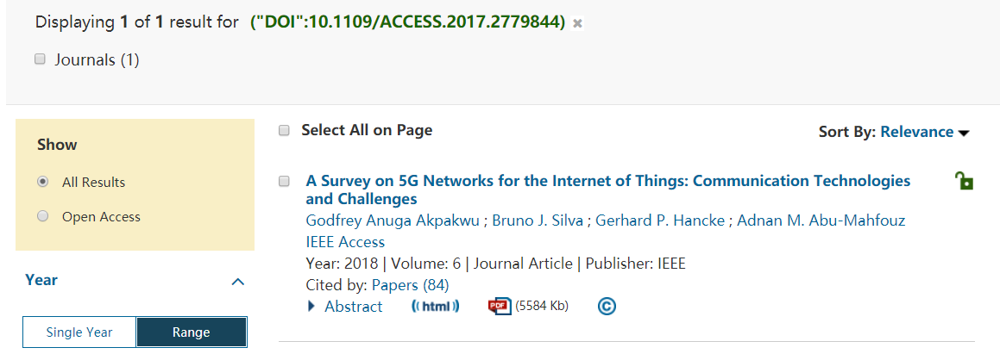 Displaying 1 of 1 result for ("DOI":10.1109/ACCESS.2017.2779844) ×
Journals (1)
Show
All Results
Open Access
Year
Single Year
Range
Select All on Page
Sort By: Relevance
A Survey on 5G Networks for the Internet of Things: Communication Technologies
and Challenges
Godfrey Anuga Akpakwu ; Bruno J. Silva ; Gerhard P. Hancke ; Adnan M. Abu-Mahfouz
IEEE Access
Year: 2018 | Volume: 6 | Journal Article | Publisher: IEEE
Cited by: Papers (84)
Abstract ((html)) PDF (5584 Kb) ©